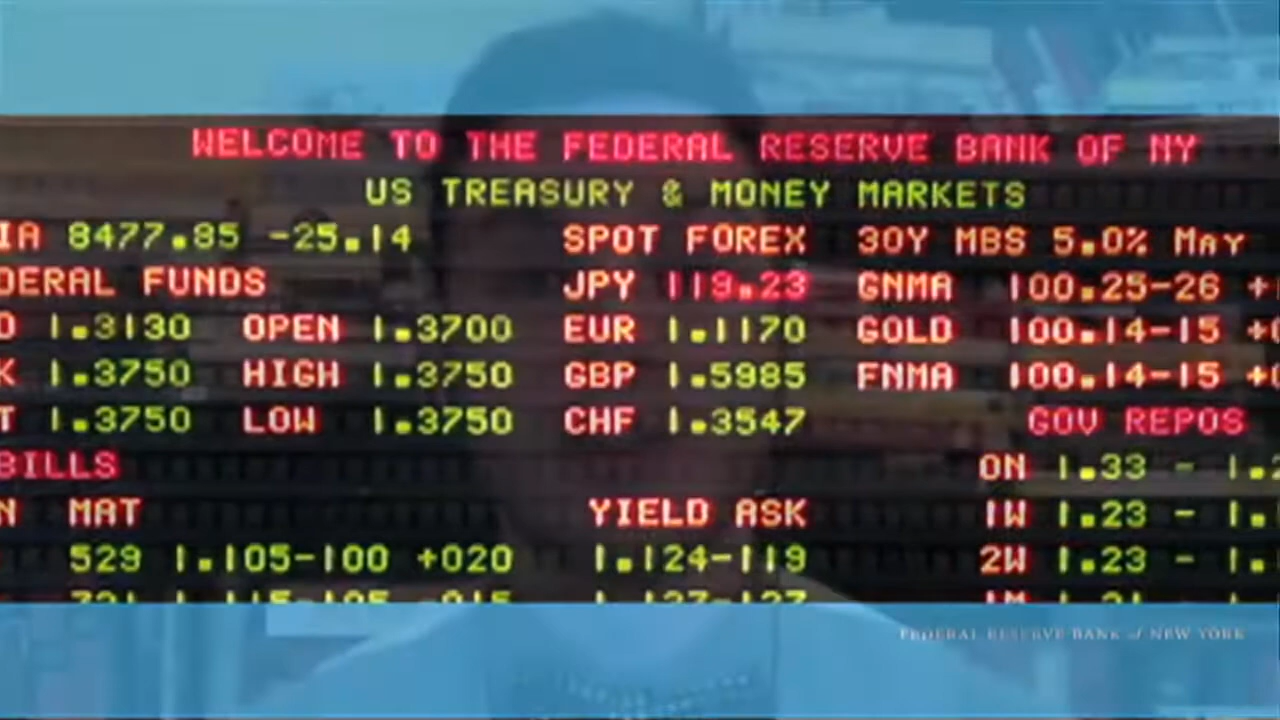 WELCOME TO THE FEDERAL RESERVE BANK OF NY
US TREASURY & MONEY MARKETS
IA 8477.85 -25.14 SPOT FOREX 30Y MBS 5.0% MAY
DERAL FUNDS JPY 119.23 GNMA 100.25-26 +
1.3130 OPEN 1.3700 EUR 1.1170 GOLD 100.14-15 +
K 1.3750 HIGH 1.3750 GBP 1.5985 FNMA 100.14-15 +
T 1.3750 LOW 1.3750 CHF 1.3547 GOV REPOS
BILLS ON 1.33 - 1.
N MAT YIELD ASK 1W 1.23 - 1.
529 1.105-100 +020 1.124-119 2W 1.23 - 1.
FEDERAL RESERVE BANK of NEW YORK